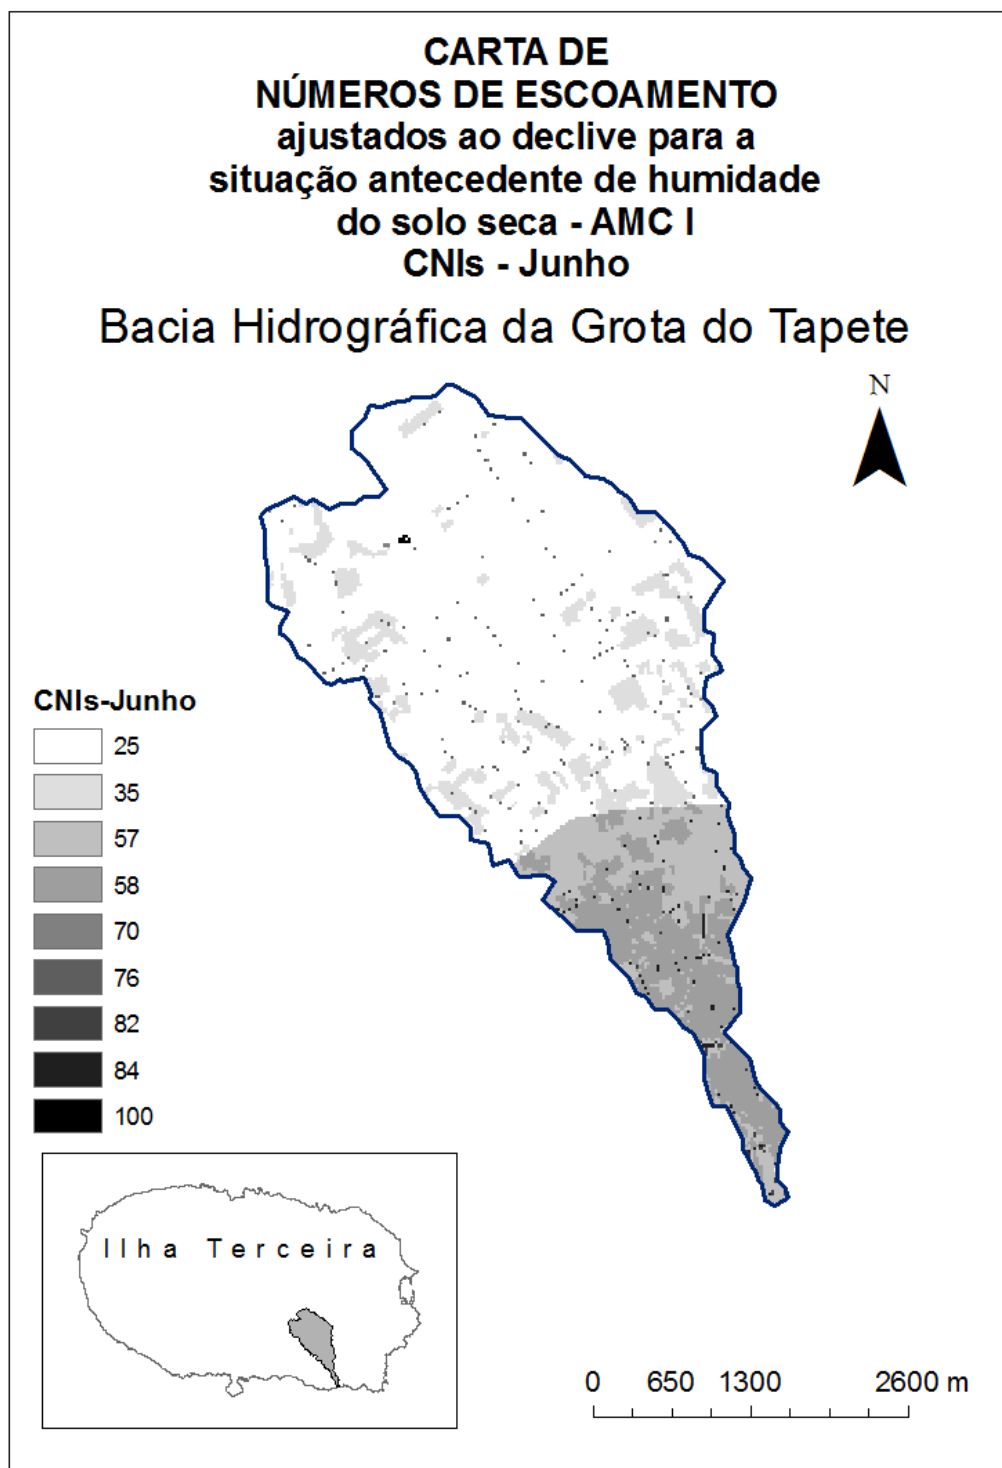 CARTA DE
NÚMEROS DE ESCOAMENTO
ajustados ao declive para a
situação antecedente de humidade
do solo seca - AMC I
CNIs - Junho
Bacia Hidrográfica da Grota do Tapete
N
CNIs-Junho
25
35
57
58
70
76
82
84
100
Ilha Terceira
0 650 1300 2600 m